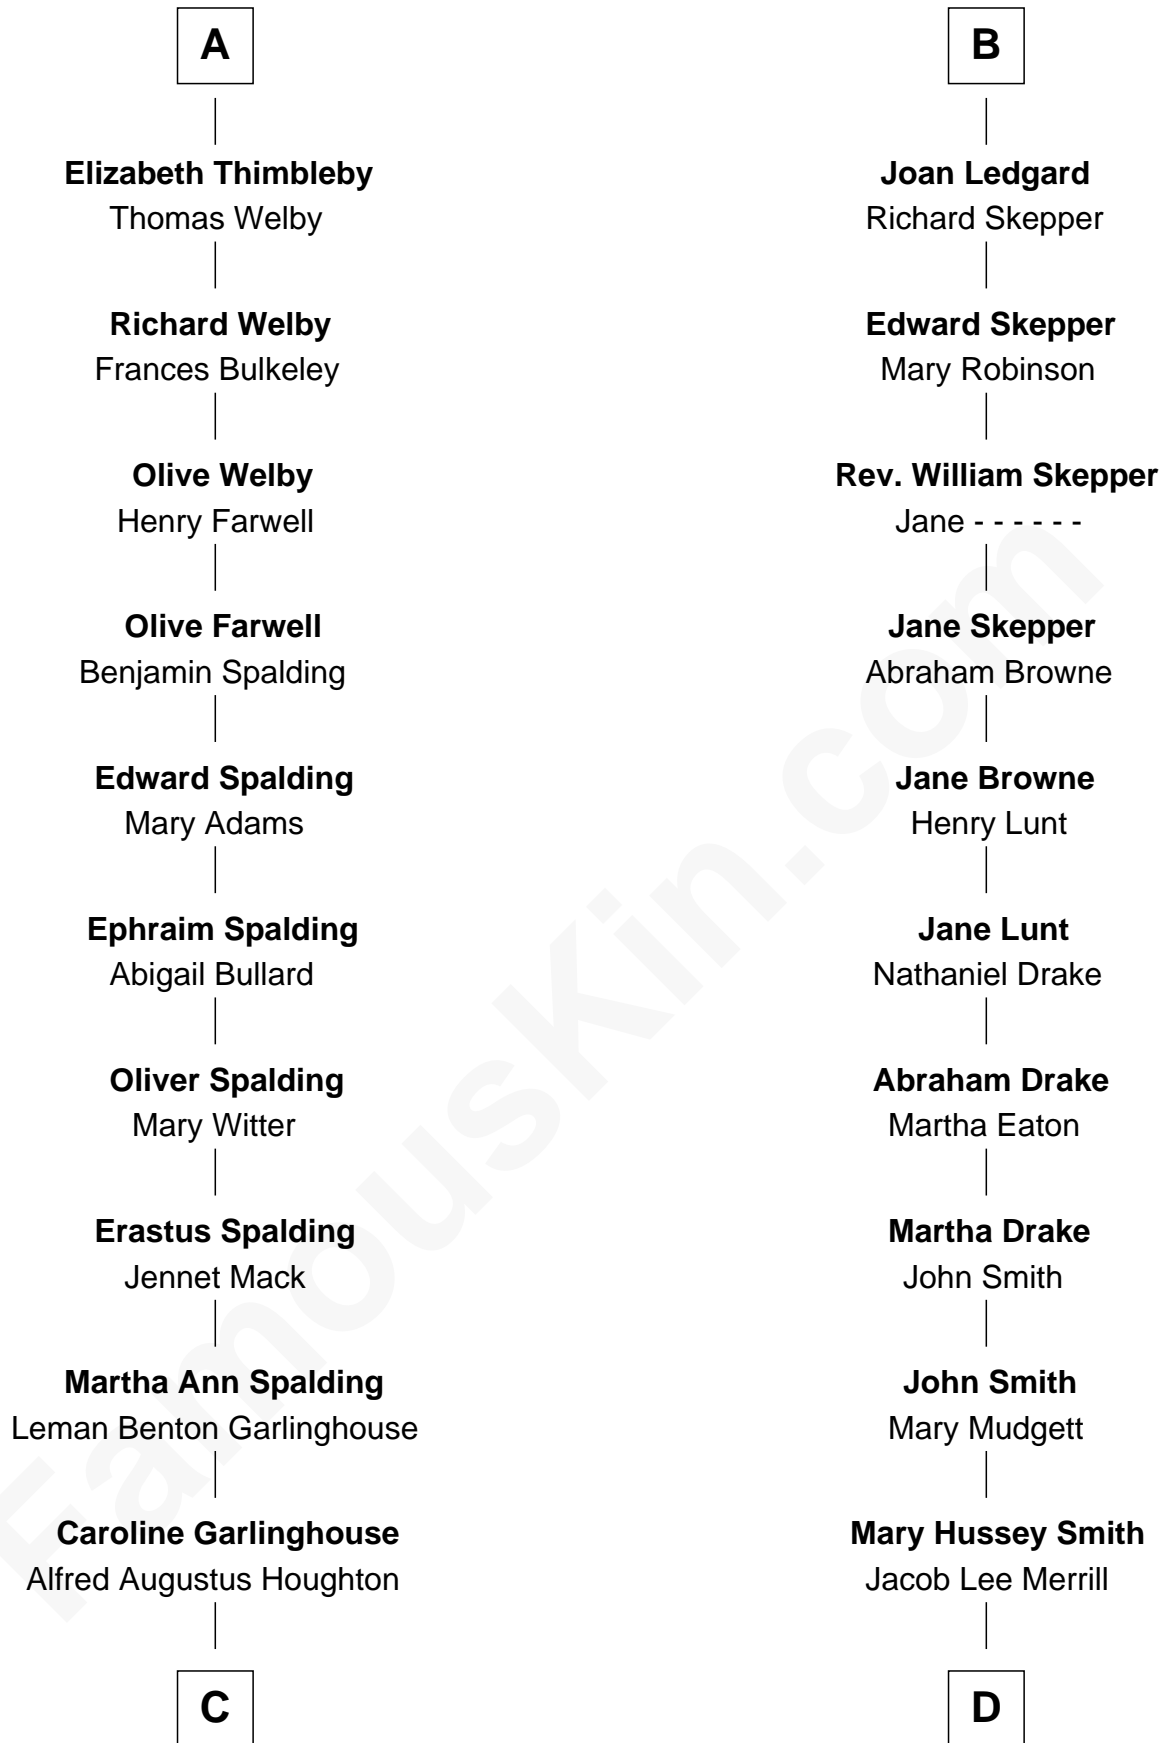 A
Elizabeth Thimbleby
Thomas Welby
Richard Welby
Frances Bulkeley
Olive Welby
Henry Farwell
Olive Farwell
Benjamin Spalding
Edward Spalding
Mary Adams
Ephraim Spalding
Abigail Bullard
Oliver Spalding
Mary Witter
Erastus Spalding
Jennet Mack
Martha Ann Spalding
Leman Benton Garlinghouse
Caroline Garlinghouse
Alfred Augustus Houghton
C
B
Joan Ledgard
Richard Skepper
Edward Skepper
Mary Robinson
Rev. William Skepper
Jane - - - - - -
Jane Skepper
Abraham Browne
Jane Browne
Henry Lunt
Jane Lunt
Nathaniel Drake
Abraham Drake
Martha Eaton
Martha Drake
John Smith
John Smith
Mary Mudgett
Mary Hussey Smith
Jacob Lee Merrill
D
FamousKin.com